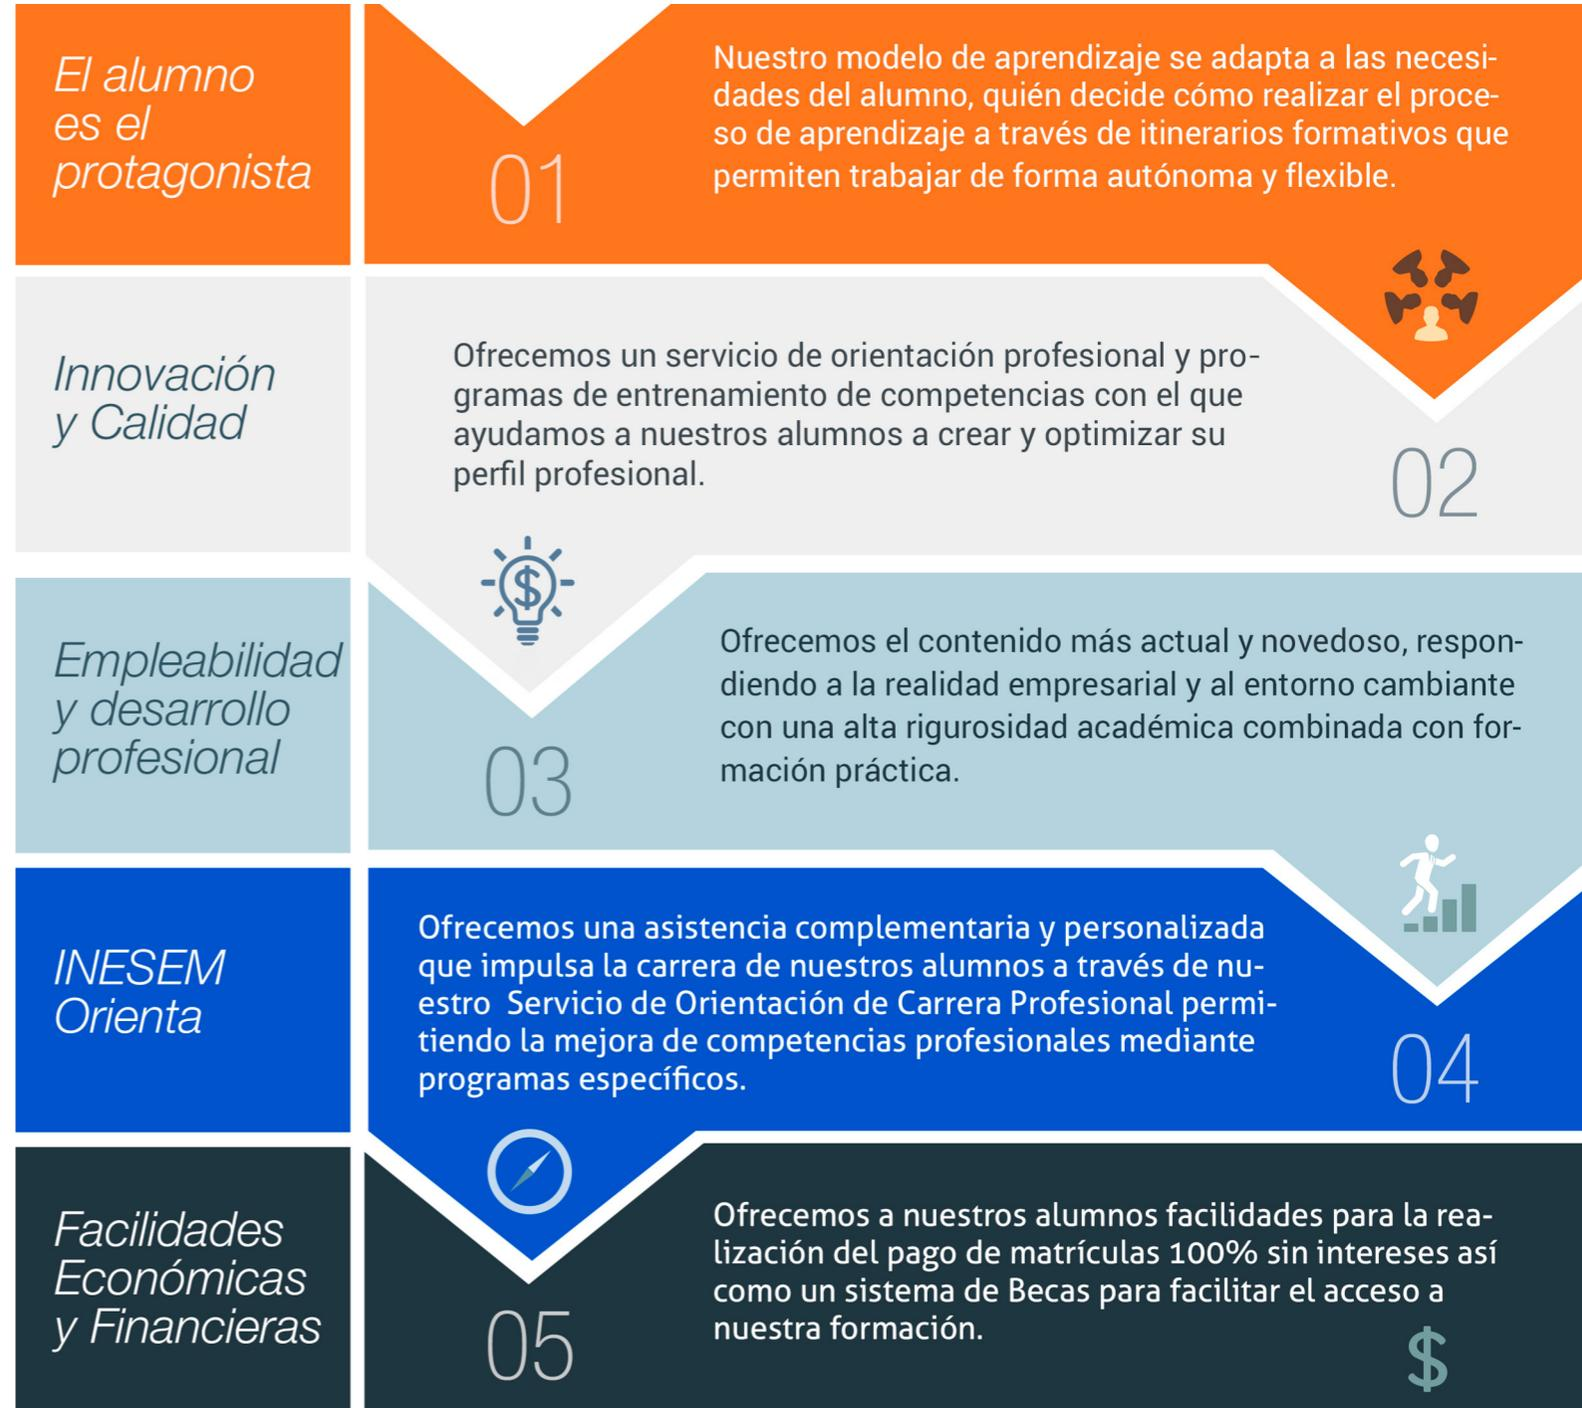 El alumno
es el
protagonista
01
Nuestro modelo de aprendizaje se adapta a las necesi-
dades del alumno, quién decide cómo realizar el proce-
so de aprendizaje a través de itinerarios formativos que
permiten trabajar de forma autónoma y flexible.
Innovación
y Calidad
Ofrecemos un servicio de orientación profesional y pro-
gramas de entrenamiento de competencias con el que
ayudamos a nuestros alumnos a crear y optimizar su
perfil profesional.
02
$
Empleabilidad
y desarrollo
profesional
03
Ofrecemos el contenido más actual y novedoso, respon-
diendo a la realidad empresarial y al entorno cambiante
con una alta rigurosidad académica combinada con for-
mación práctica.
INESEM
Orienta
Ofrecemos una asistencia complementaria y personalizada
que impulsa la carrera de nuestros alumnos a través de nu-
estro  Servicio de Orientación de Carrera Profesional permi-
tiendo la mejora de competencias profesionales mediante
programas específicos.
04
Facilidades
Económicas
y Financieras
05
Ofrecemos a nuestros alumnos facilidades para la rea-
lización del pago de matrículas 100% sin intereses así
como un sistema de Becas para facilitar el acceso a
nuestra formación.
$